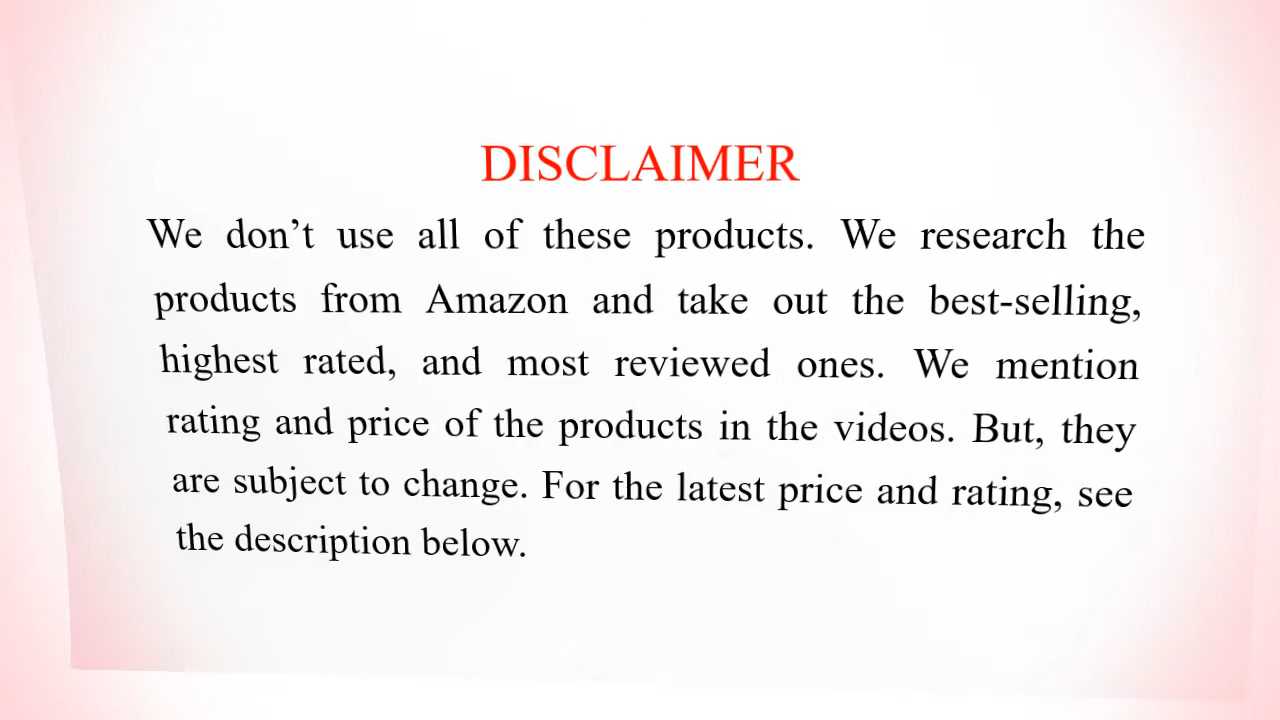 DISCLAIMER
We don’t use all of these products. We research the
products from Amazon and take out the best-selling,
highest rated, and most reviewed ones. We mention
rating and price of the products in the videos. But, they
are subject to change. For the latest price and rating, see
the description below.